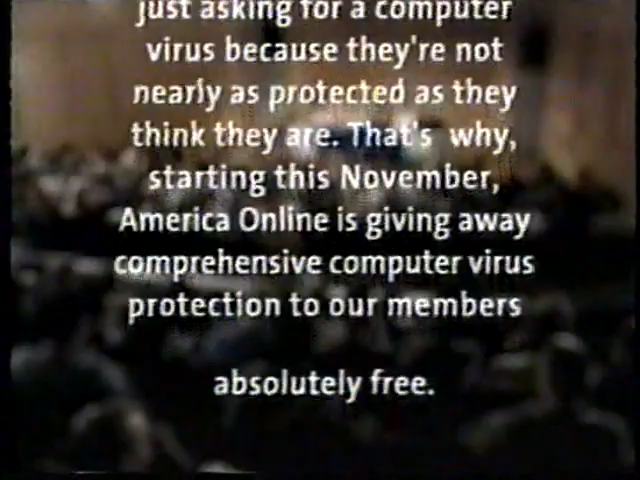 just asking for a computer
virus because they're not
nearly as protected as they
think they are. That's why,
starting this November,
America Online is giving away
comprehensive computer virus
protection to our members
absolutely free.